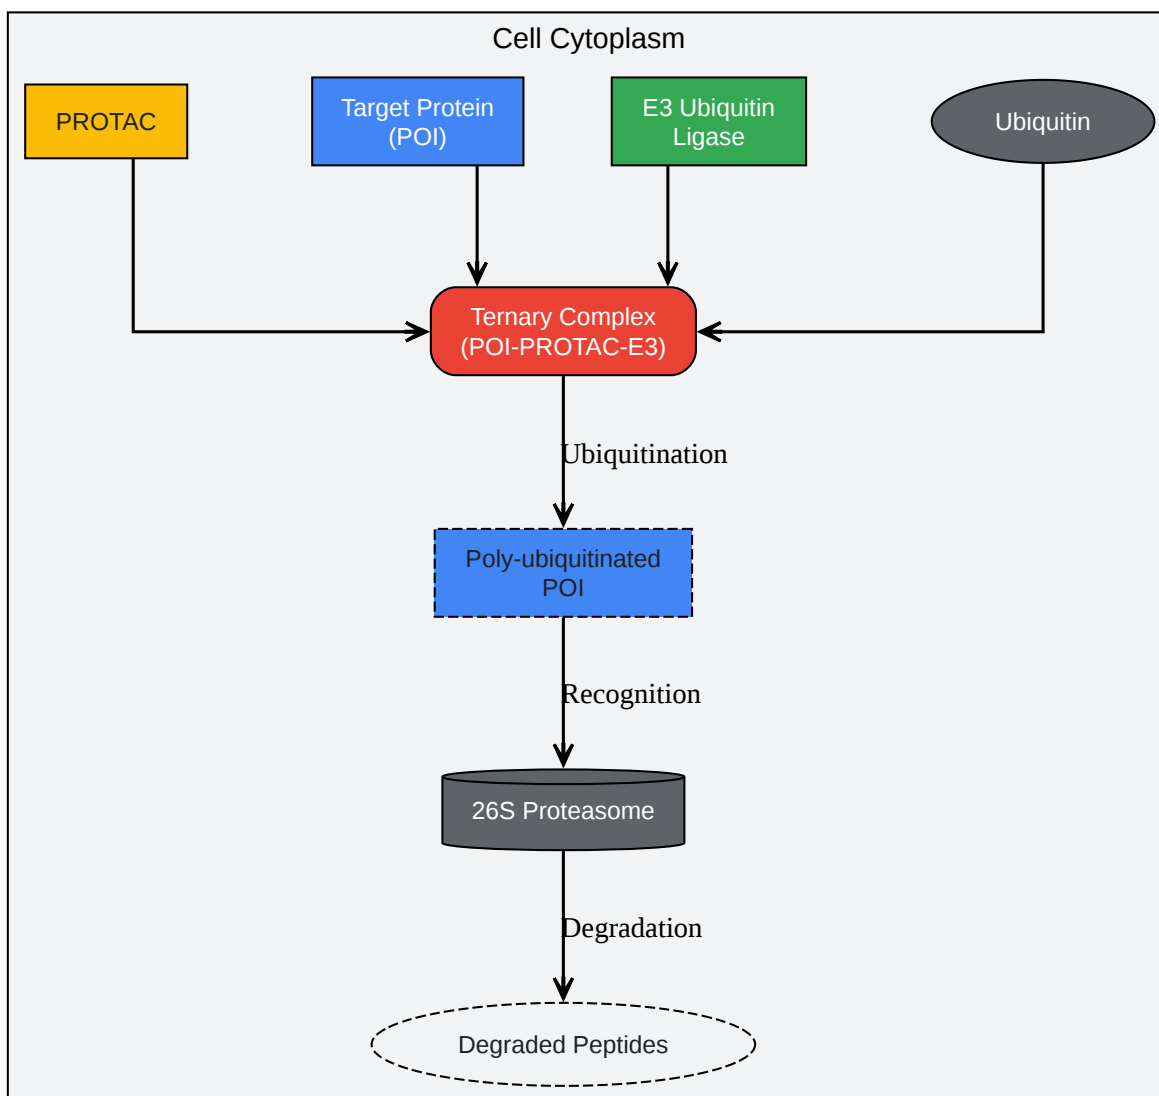 Cell Cytoplasm
PROTAC
Target Protein
(POI)
E3 Ubiquitin
Ligase
Ubiquitin
Ternary Complex
(POI-PROTAC-E3)
Ubiquitination
Poly-ubiquitinated
POI
Recognition
26S Proteasome
Degradation
Degraded Peptides